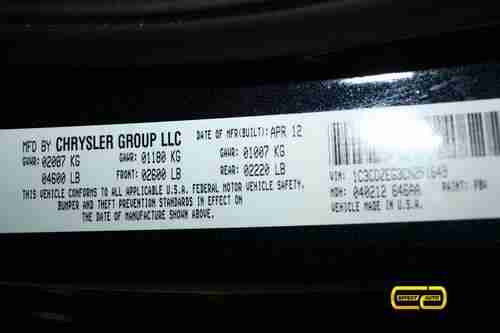 MFD BY CHRYSLER GROUP LLC
DATE OF MFR(BUILT): APR 12
GVWR: 02087 KG GAWR: 01180 KG GAWR: 01007 KG
04600 LB FRONT: 02600 LB REAR: 02220 LB
THIS VEHICLE CONFORMS TO ALL APPLICABLE U.S.A. FEDERAL MOTOR VEHICLE SAFETY,
BUMPER AND THEFT PREVENTION STANDARDS IN EFFECT ON
THE DATE OF MANUFACTURE SHOWN ABOVE.
VIN:
MDH: 040212 646AA PAINT: PBV
VEHICLE MADE IN U.S.A.
EFFECT AUTO